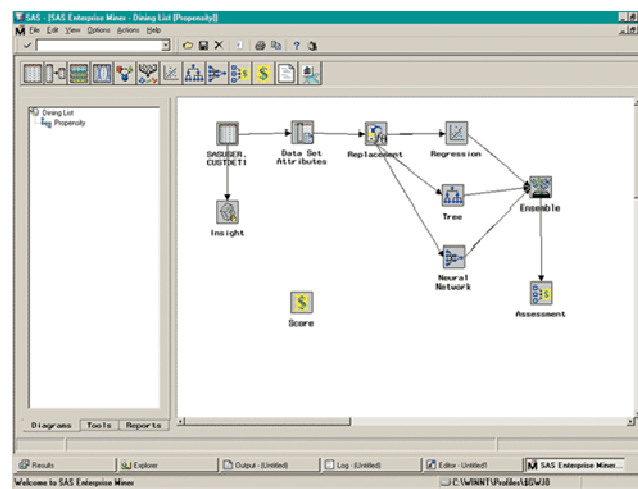 SAS - [SAS Enterprise Miner - Dining List [Propensity]]
File Edit View Options Actions Help
Dining List
Propensity
SASUSER.
CUSTDET1
Data Set
Attributes
Replacement
Regression
Insight
Tree
Ensemble
Neural
Network
Score
Assessment
Diagrams Tools Reports
Results Explorer Output - (Untitled) Log - (Untitled) Editor - Untitled1 SAS Enterprise Miner...
Welcome to SAS Enterprise Miner